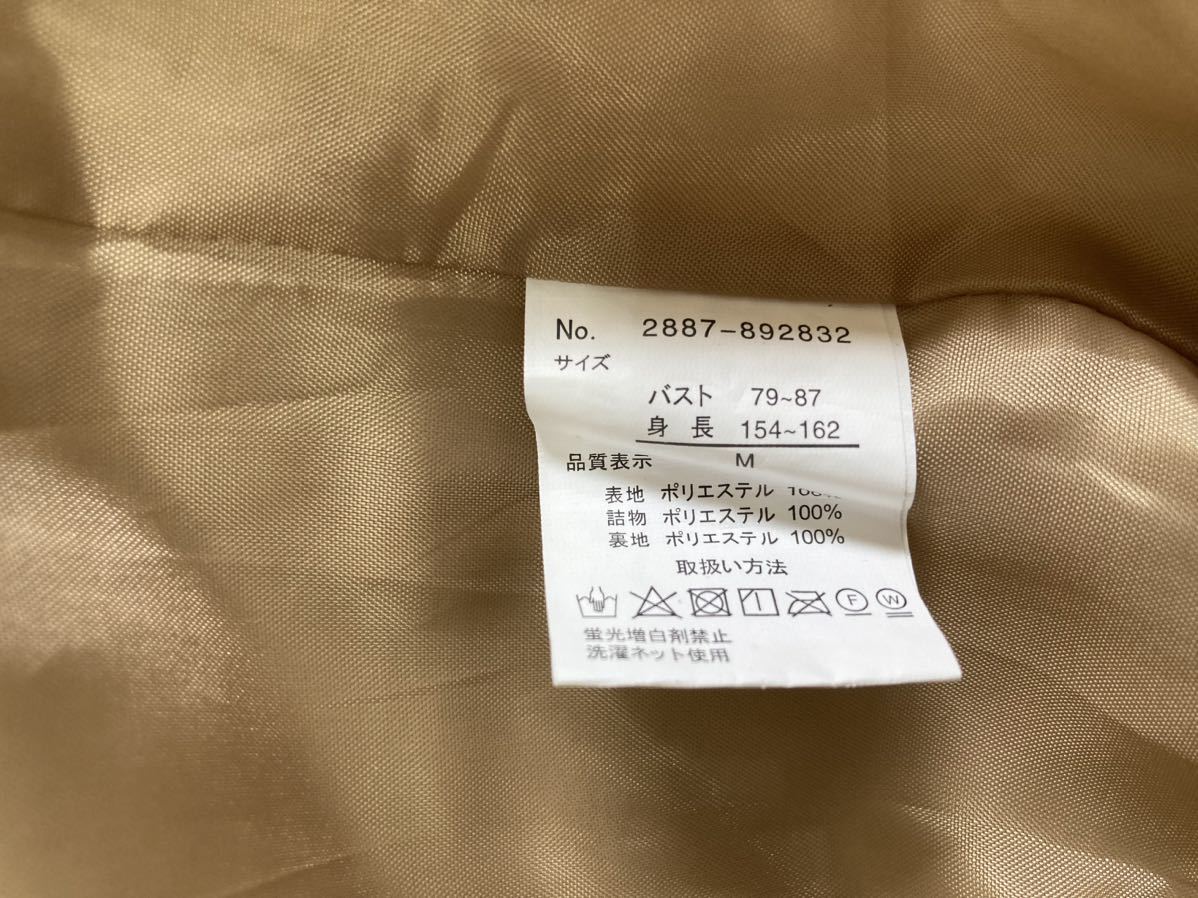 No. 2887-892832
サイズ
バスト 79~87
身長 154~162
品質表示 M
表地 ポリエステル 100%
詰物 ポリエステル 100%
裏地 ポリエステル 100%
取扱い方法
F W
蛍光増白剤禁止
洗濯ネット使用